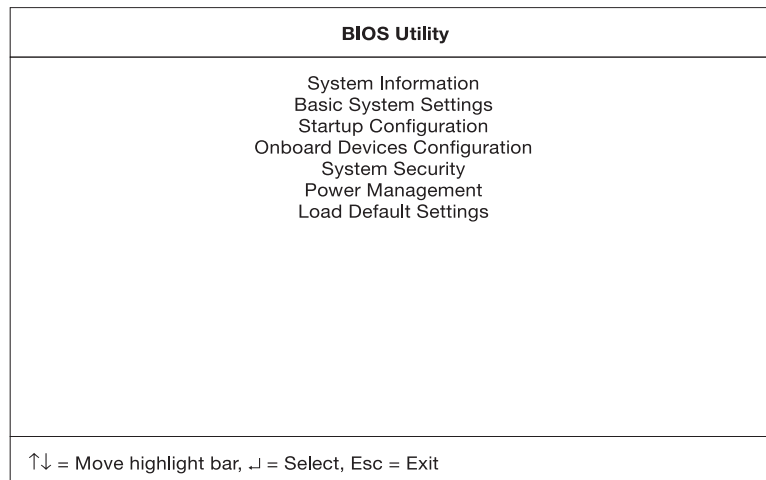 BIOS Utility
System Information
Basic System Settings
Startup Configuration
Onboard Devices Configuration
System Security
Power Management
Load Default Settings
↑↓ = Move highlight bar, ↵ = Select, Esc = Exit